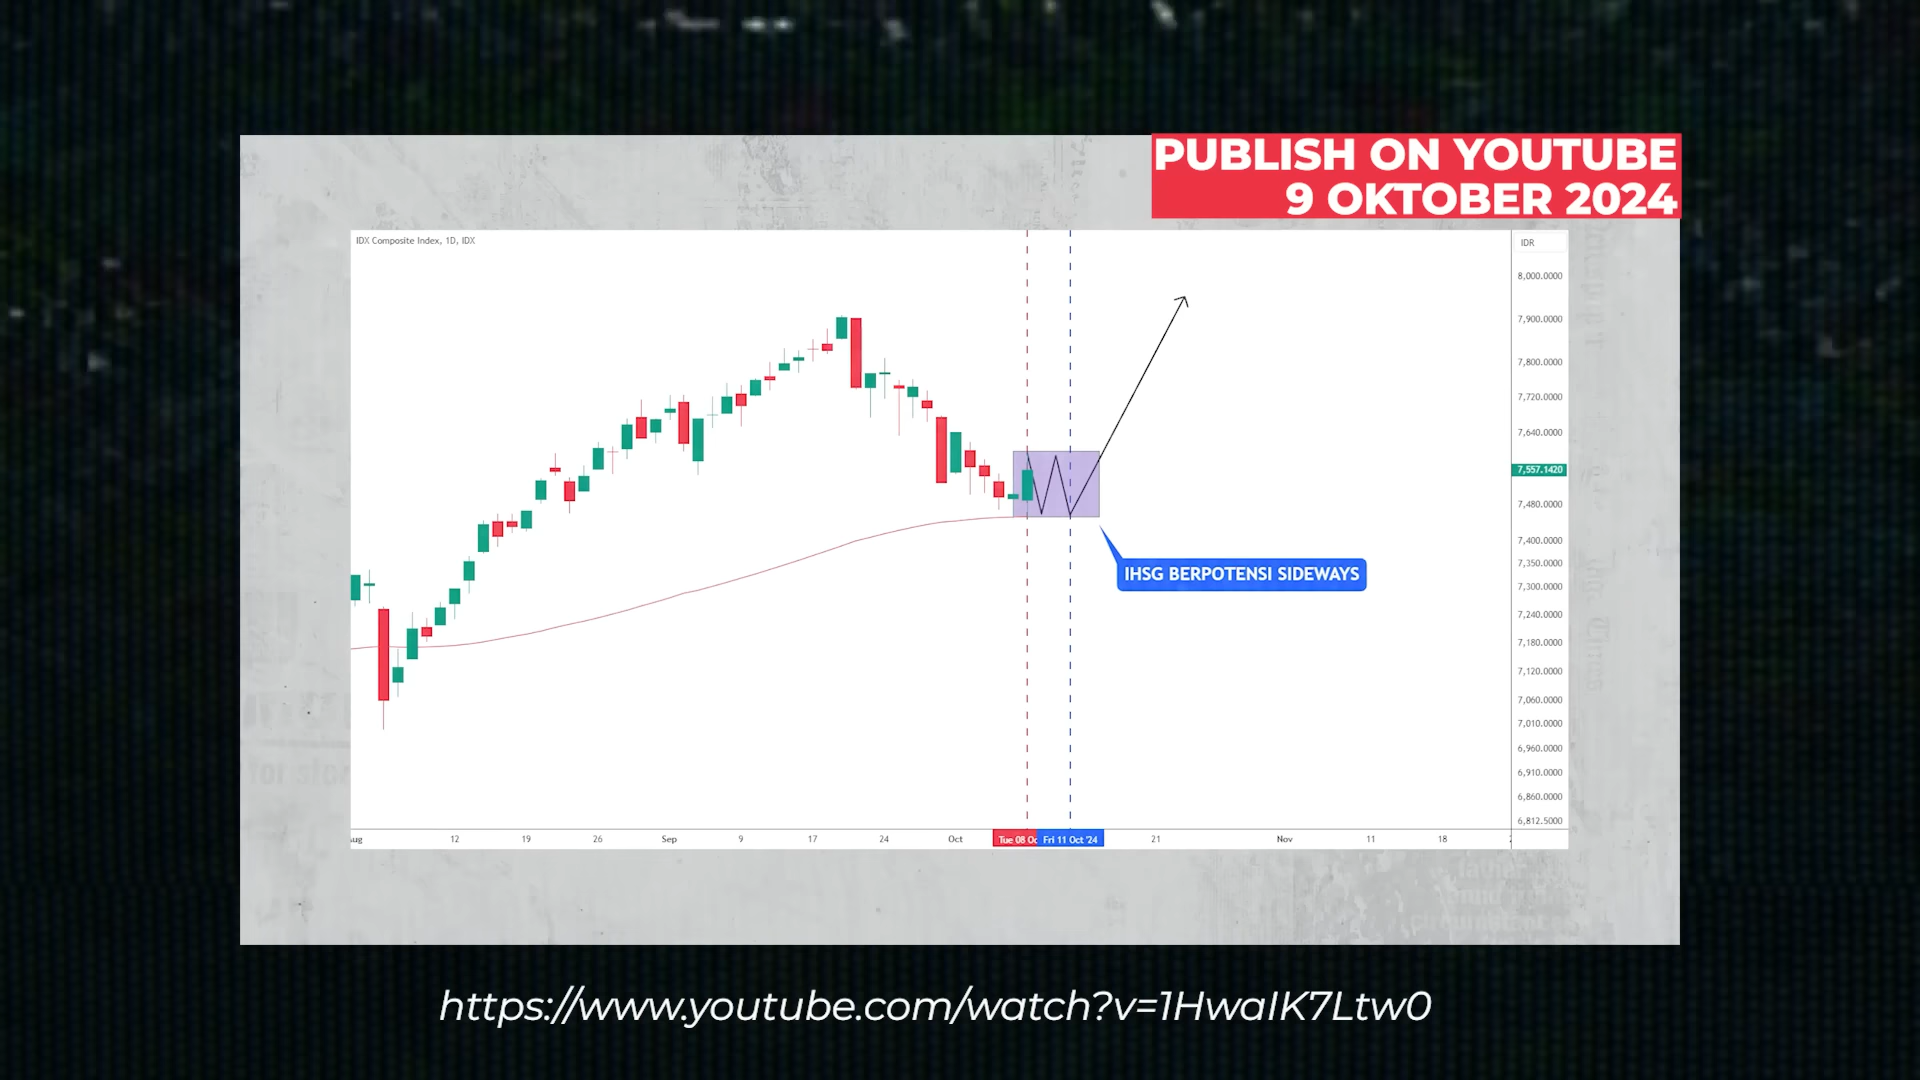 PUBLISH ON YOUTUBE
9 OKTOBER 2024
IDX Composite Index, 1D, IDX
IDR
8,000.0000
7,900.0000
7,800.0000
7,720.0000
7,640.0000
7,557.1420
7,480.0000
7,400.0000
7,350.0000
7,300.0000
7,240.0000
7,180.0000
7,120.0000
7,060.0000
7,010.0000
6,960.0000
6,910.0000
6,860.0000
6,812.5000
IHSG BERPOTENSI SIDEWAYS
12 19 26 Sep 9 17 24 Oct Tue 08 Oc Fri 11 Oct '24 21 Nov 11 18
https://www.youtube.com/watch?v=1HwaIK7Ltw0